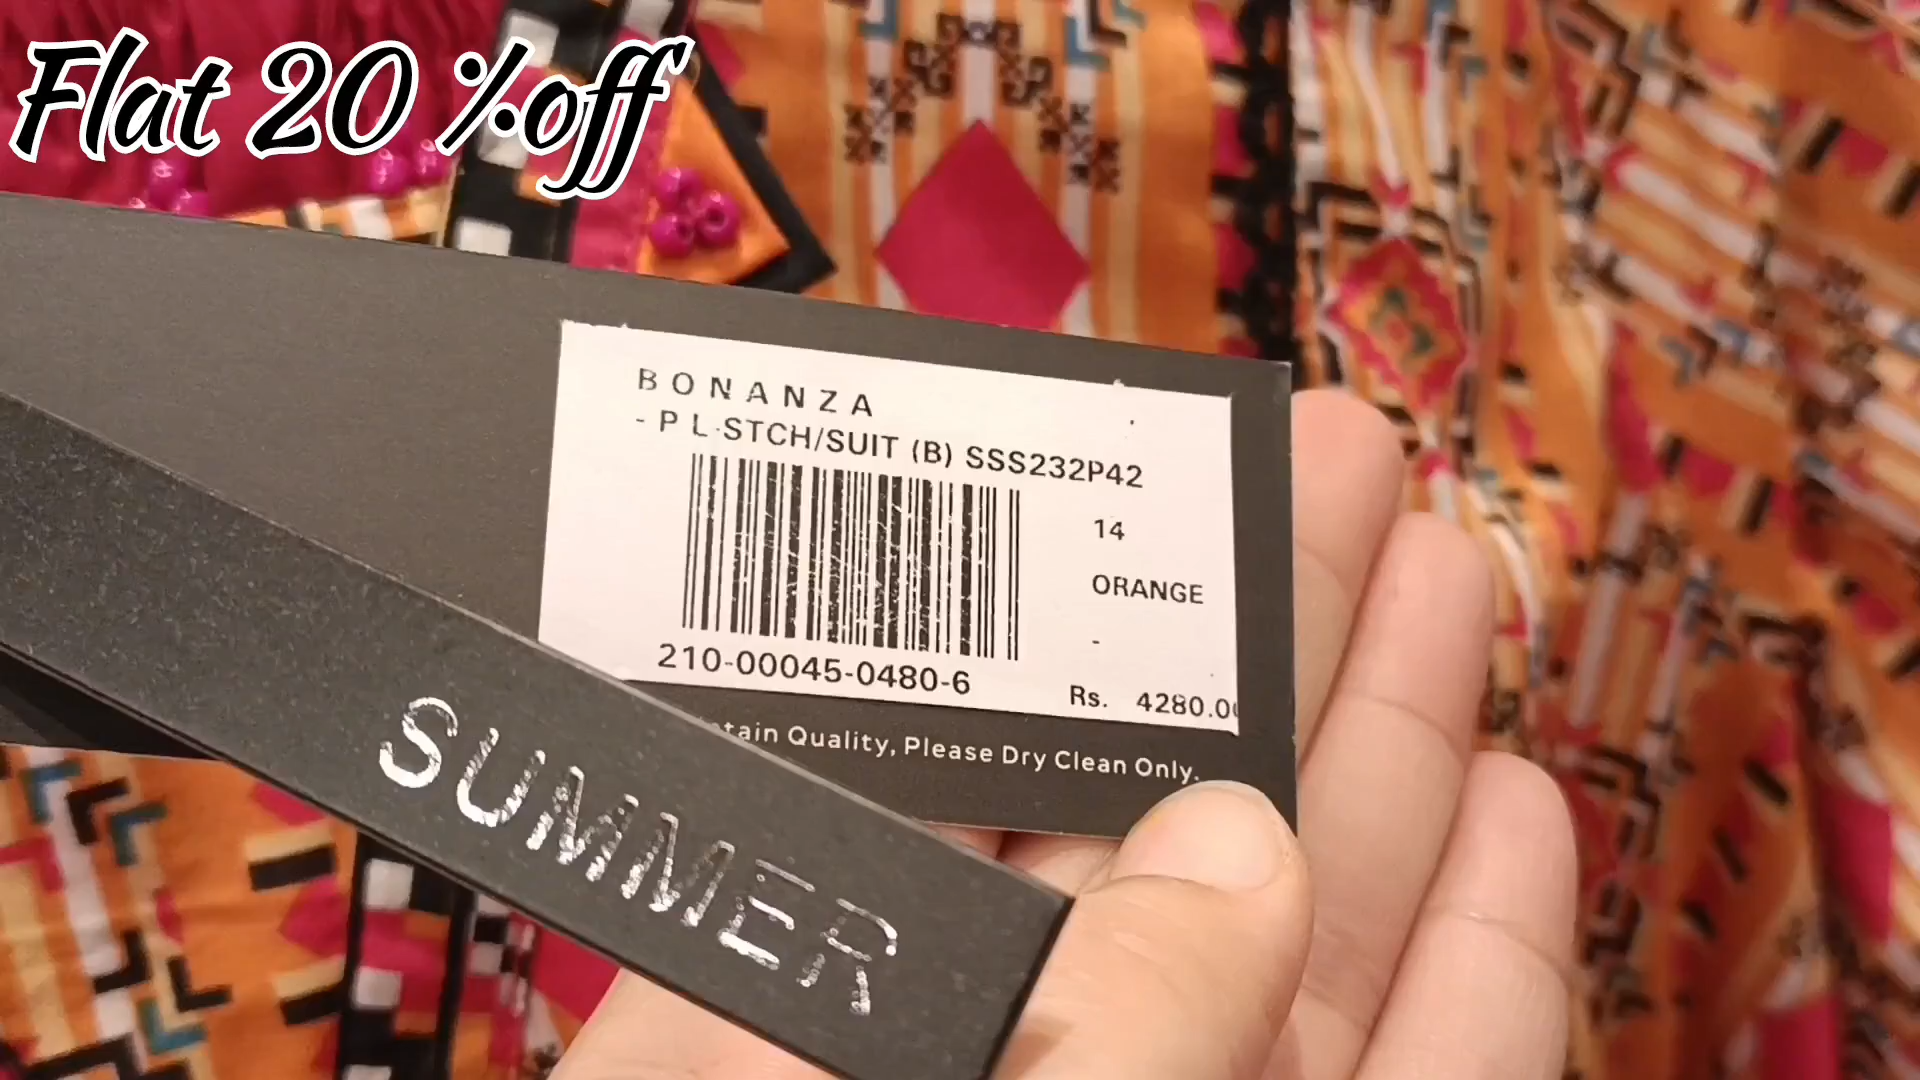 Flat 20 %off
BONANZA
- P L-STCH/SUIT (B) SSS232P42
14
ORANGE
-
210-00045-0480-6
Rs. 4280.0
Quality, Please Dry Clean Only.
SUMMER